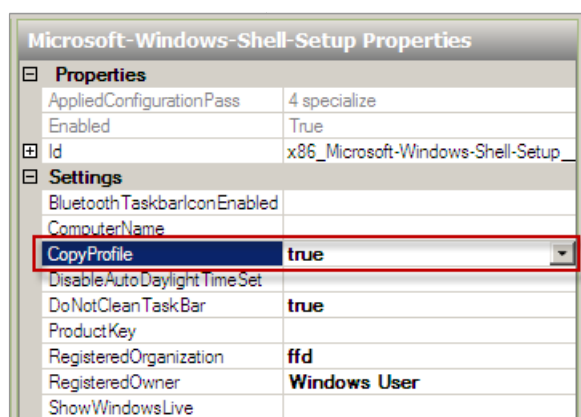 Microsoft-Windows-Shell-Setup Properties
Properties
AppliedConfigurationPass 4 specialize
Enabled True
Id x86_Microsoft-Windows-Shell-Setup_
Settings
BluetoothTaskbarIconEnabled
ComputerName
CopyProfile true
DisableAutoDaylightTimeSet
DoNotCleanTaskBar true
ProductKey
RegisteredOrganization ffd
RegisteredOwner Windows User
ShowWindowsLive